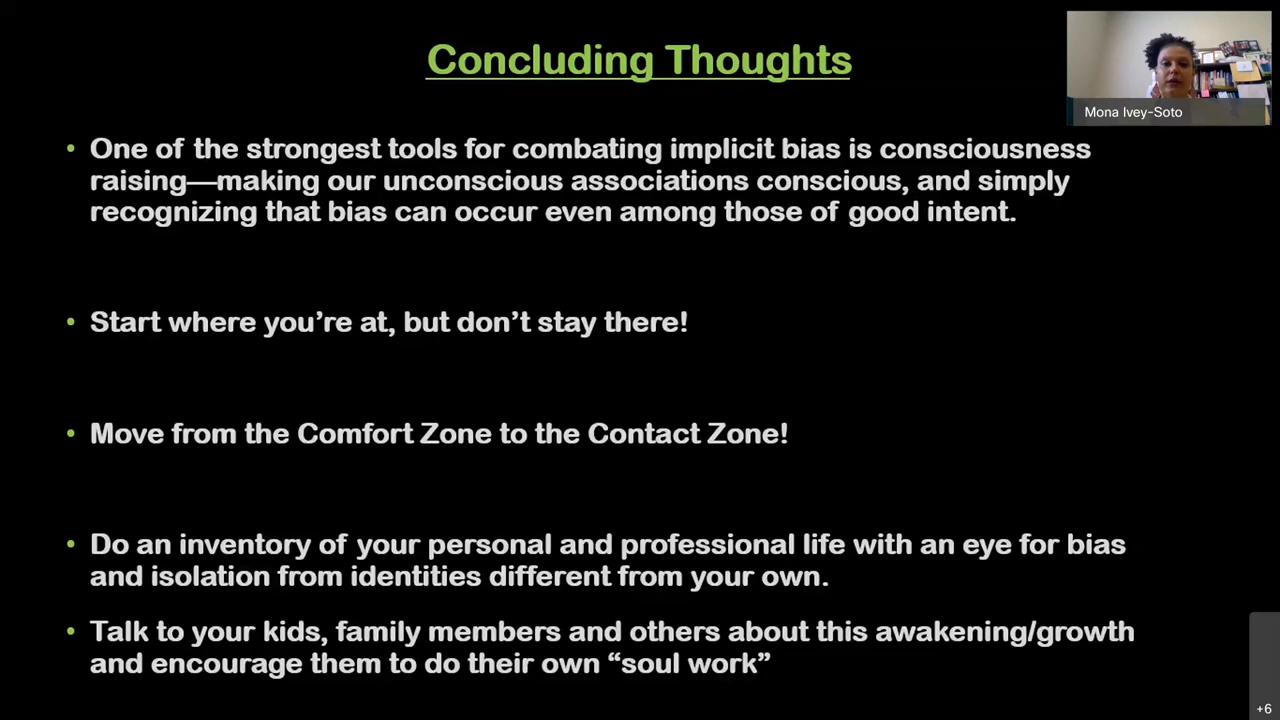 Concluding Thoughts
Mona Ivey-Soto
• One of the strongest tools for combating implicit bias is consciousness
raising—making our unconscious associations conscious, and simply
recognizing that bias can occur even among those of good intent.
• Start where you’re at, but don’t stay there!
• Move from the Comfort Zone to the Contact Zone!
• Do an inventory of your personal and professional life with an eye for bias
and isolation from identities different from your own.
• Talk to your kids, family members and others about this awakening/growth
and encourage them to do their own “soul work”
+6